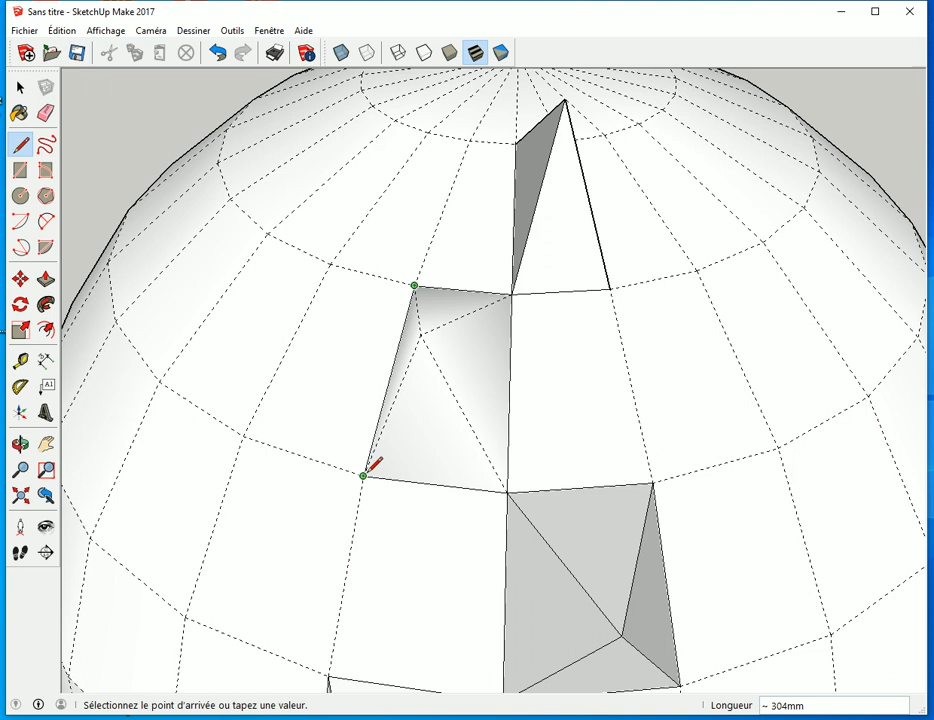 Sans titre - SketchUp Make 2017
Fichier Édition Affichage Caméra Dessiner Outils Fenêtre Aide
A1
Sélectionnez le point d'arrivée ou tapez une valeur. Longueur ~ 304mm